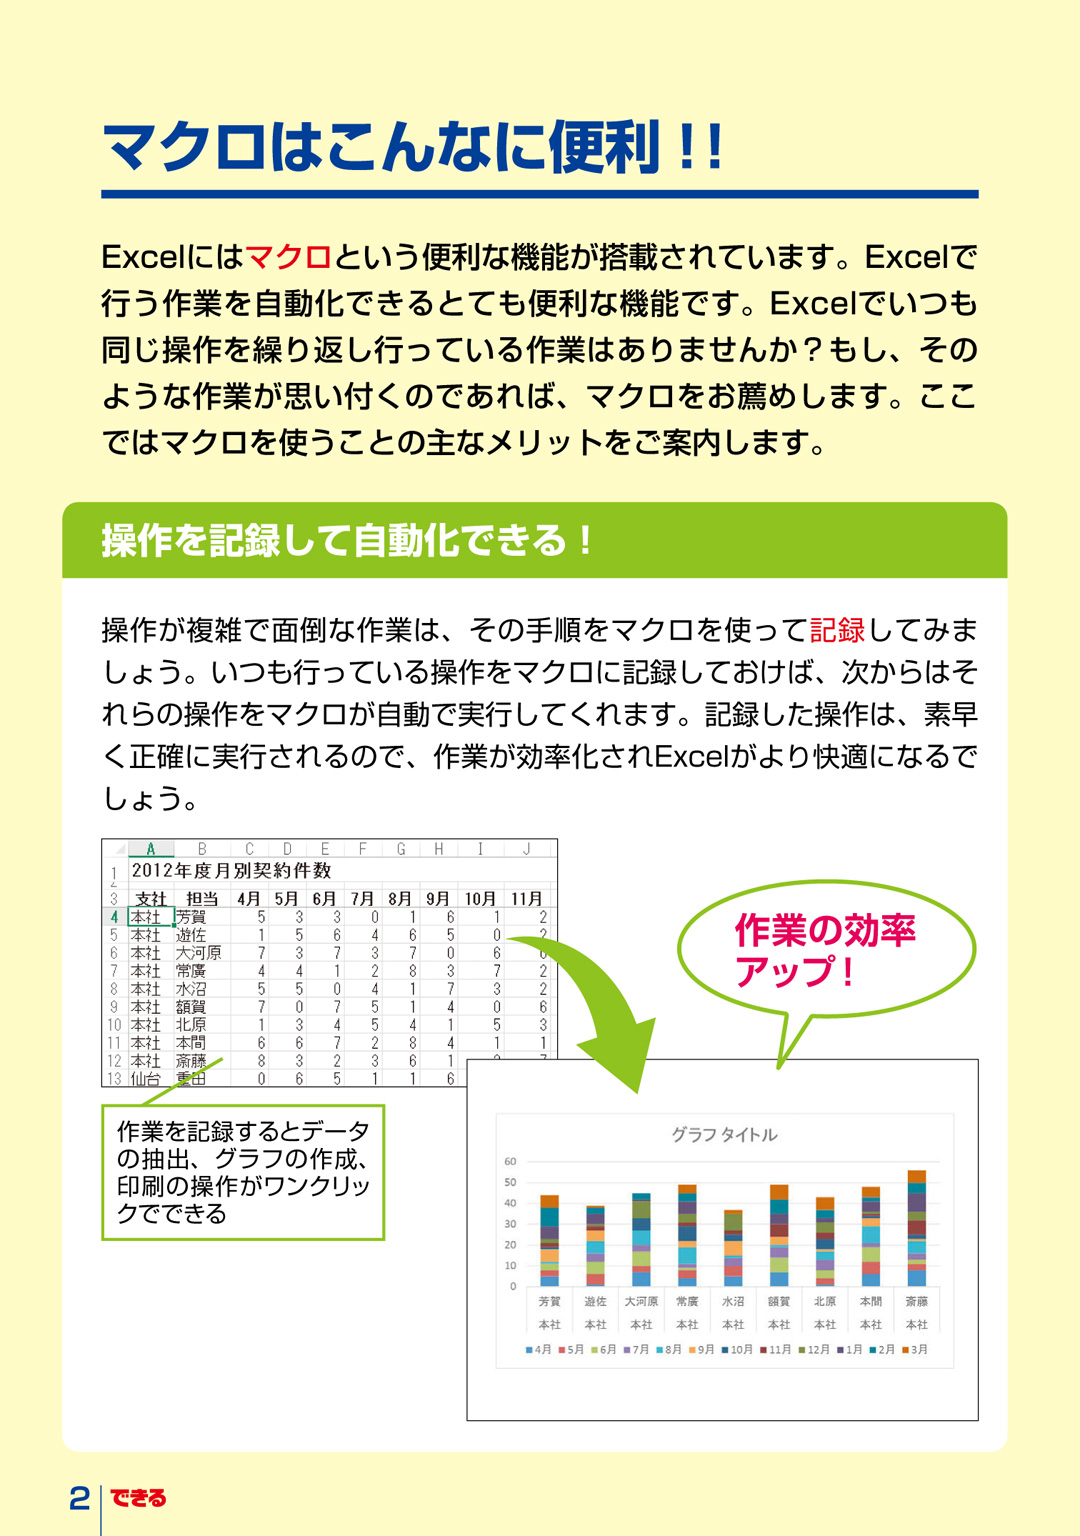 マクロはこんなに便利！！
Excelにはマクロという便利な機能が搭載されています。Excelで
行う作業を自動化できるとても便利な機能です。Excelでいつも
同じ操作を繰り返し行っている作業はありませんか？もし、その
ような作業が思い付くのであれば、マクロをお薦めします。ここ
ではマクロを使うことの主なメリットをご案内します。
操作を記録して自動化できる！
操作が複雑で面倒な作業は、その手順をマクロを使って記録してみま
しょう。いつも行っている操作をマクロに記録しておけば、次からはそ
れらの操作をマクロが自動で実行してくれます。記録した操作は、素早
く正確に実行されるので、作業が効率化されExcelがより快適になるで
しょう。
A B C D E F G H I J
1 2012年度月別契約件数
2
3 支社 担当 4月 5月 6月 7月 8月 9月 10月 11月
4 本社 芳賀 5 3 3 0 1 6 1 2
5 本社 遊佐 1 5 6 4 6 5 0 2
6 本社 大河原 7 3 7 3 7 0 6
7 本社 常廣 4 4 1 2 8 3 7 2
8 本社 水沼 5 5 0 4 1 7 3 2
9 本社 額賀 7 0 7 5 1 4 0 6
10 本社 北原 1 3 4 5 4 1 5 3
11 本社 本間 6 6 7 2 8 4 1 1
12 本社 斎藤 8 3 2 3 6 1
13 仙台 重田 0 6 5 1 1 6
作業の効率
アップ！
作業を記録するとデータ
の抽出、グラフの作成、
印刷の操作がワンクリッ
クでできる
グラフ タイトル
60
50
40
30
20
10
0
芳賀 遊佐 大河原 常廣 水沼 額賀 北原 本間 斎藤
本社 本社 本社 本社 本社 本社 本社 本社 本社
4月 5月 6月 7月 8月 9月 10月 11月 12月 1月 2月 3月
2 できる